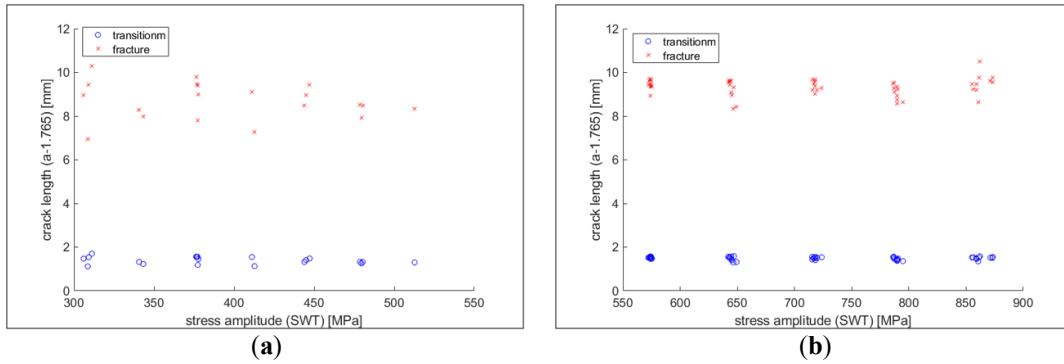 12
10
8
6
4
2
0
crack length (a-1.765) [mm]
transitionm
fracture
300 350 400 450 500 550
stress amplitude (SWT) [MPa]
(a)
12
10
8
6
4
2
0
crack length (a-1.765) [mm]
transitionm
fracture
550 600 650 700 750 800 850 900
stress amplitude (SWT) [MPa]
(b)